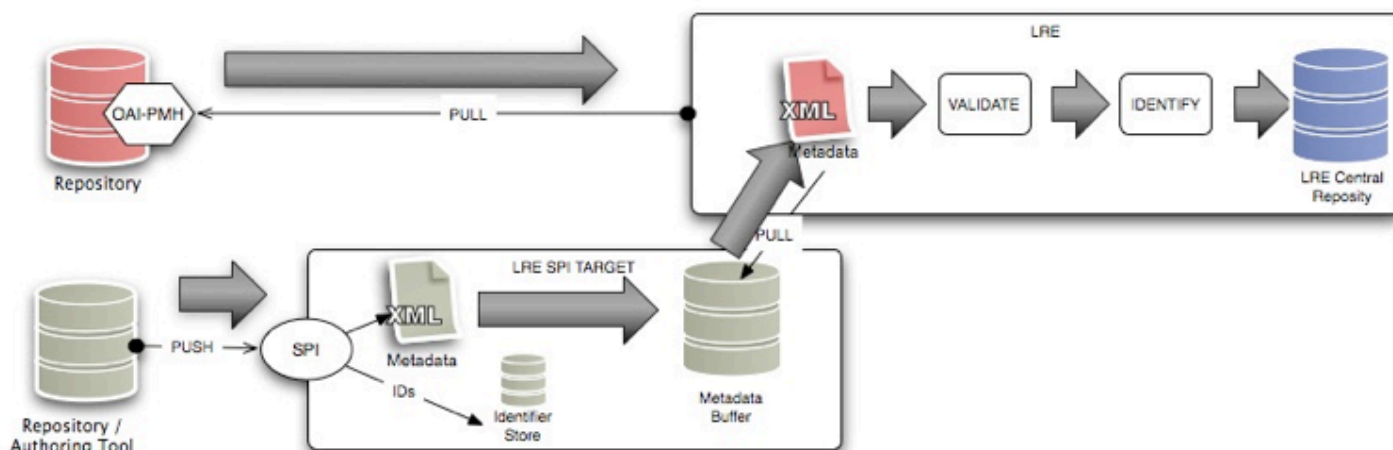 LRE
OAI-PMH
PULL
XML
Metadata
VALIDATE
IDENTIFY
Repository
LRE Central
Reposity
PULL
LRE SPI TARGET
XML
Metadata
PUSH
SPI
IDs
Identifier
Store
Metadata
Buffer
Repository /
Authoring Tool